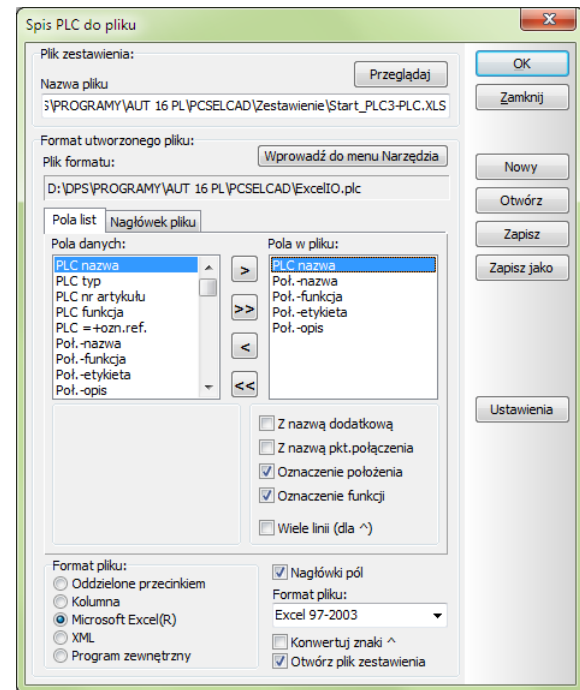 Spis PLC do pliku
Plik zestawienia:
Przeglądaj
Nazwa pliku
\PROGRAMY\AUT 16 PL\PCSELCAD\Zestawienie\Start_PLC3-PLC.XLS
Format utworzonego pliku:
Plik formatu:
Wprowadź do menu Narzędzia
D:\DPS\PROGRAMY\AUT 16 PL\PCSELCAD\ExcelIO.plc
Pola list
Nagłówek pliku
Pola danych:
PLC nazwa
PLC typ
PLC nr artykułu
PLC funkcja
PLC =+ozn.ref.
Poł.-nazwa
Poł.-funkcja
Poł.-etykieta
Poł.-opis
>
>>
<
<<
Pola w pliku:
PLC nazwa
Poł.-nazwa
Poł.-funkcja
Poł.-etykieta
Poł.-opis
Z nazwą dodatkową
Z nazwą pkt.połączenia
Oznaczenie położenia
Oznaczenie funkcji
Wiele linii (dla ^)
Format pliku:
Oddzielone przecinkiem
Kolumna
Microsoft Excel(R)
XML
Program zewnętrzny
Nagłówki pól
Format pliku:
Excel 97-2003
Konwertuj znaki ^
Otwórz plik zestawienia
OK
Zamknij
Nowy
Otwórz
Zapisz
Zapisz jako
Ustawienia